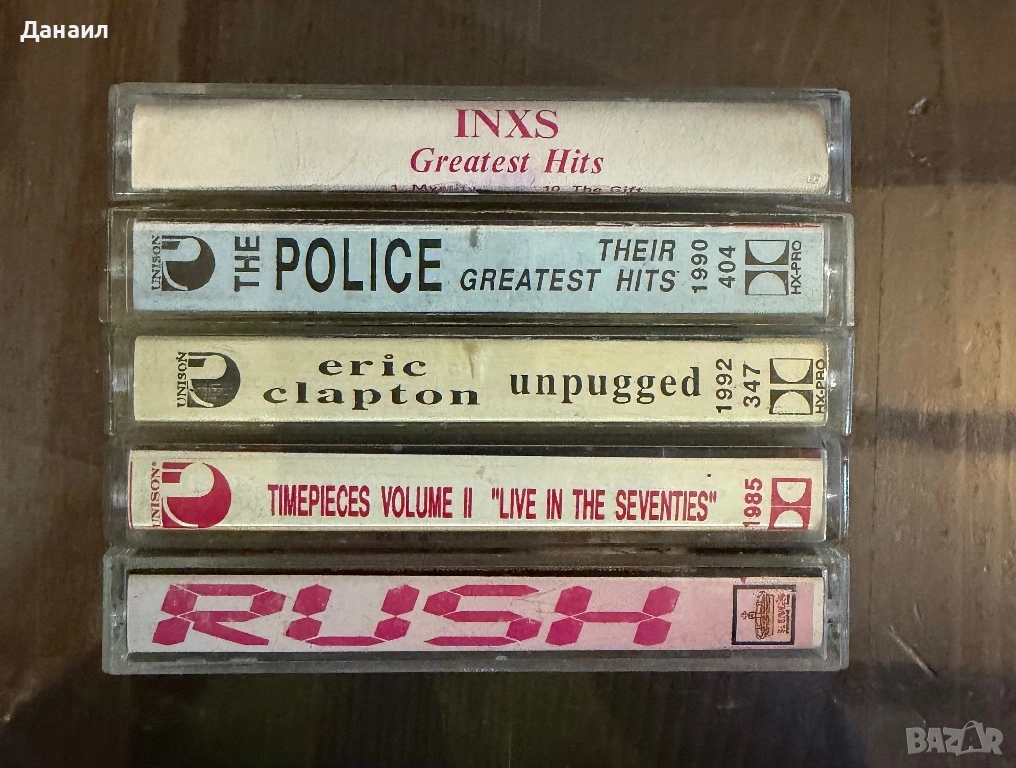 Данаил
INXS
Greatest Hits
10. The Gift
UNISON
THE POLICE
THEIR
GREATEST HITS
1990
404
HX-PRO
UNISON
eric
clapton
unpugged
1992
347
HX-PRO
UNISON®
TIMEPIECES VOLUME II "LIVE IN THE SEVENTIES"
1985
RUSH
BAZAR